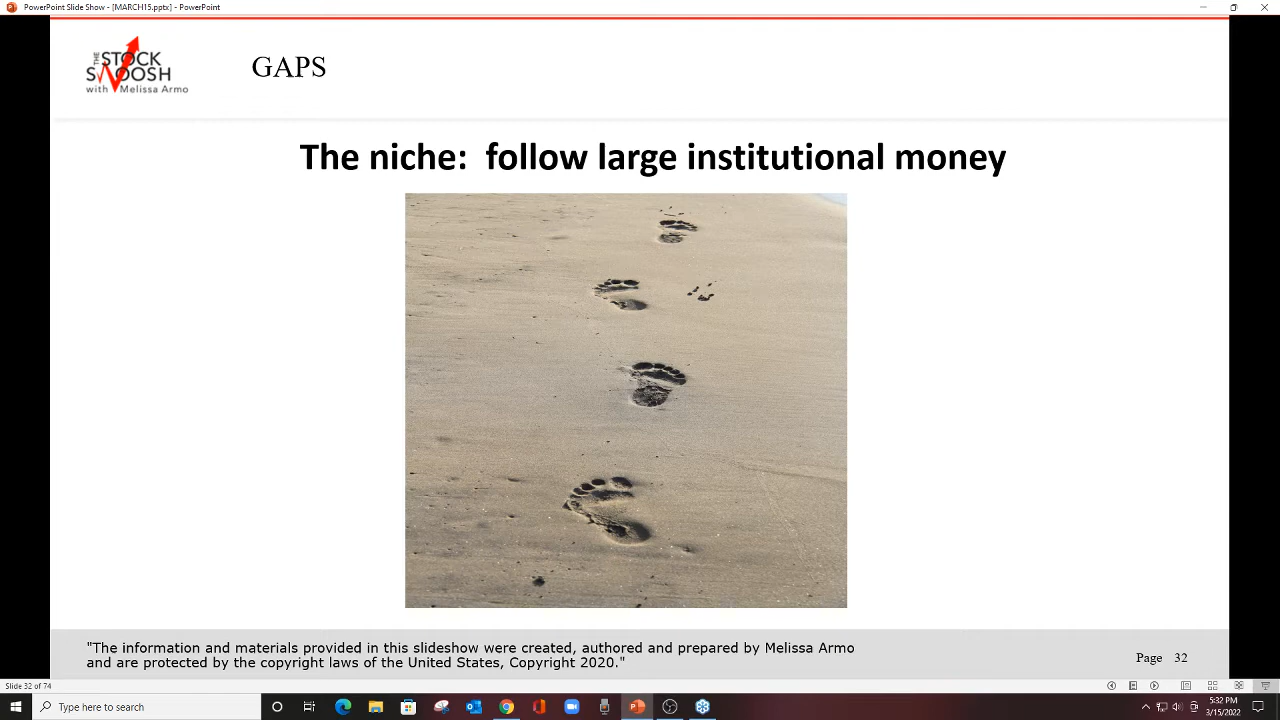 PowerPoint Slide Show - [MARCH15.pptx] - PowerPoint
THE STOCK
SWOOSH
with Melissa Armo
GAPS
The niche: follow large institutional money
"The information and materials provided in this slideshow were created, authored and prepared by Melissa Armo
and are protected by the copyright laws of the United States, Copyright 2020."
Page 32
Slide 32 of 74
Type here to search
5:32 PM
3/15/2022